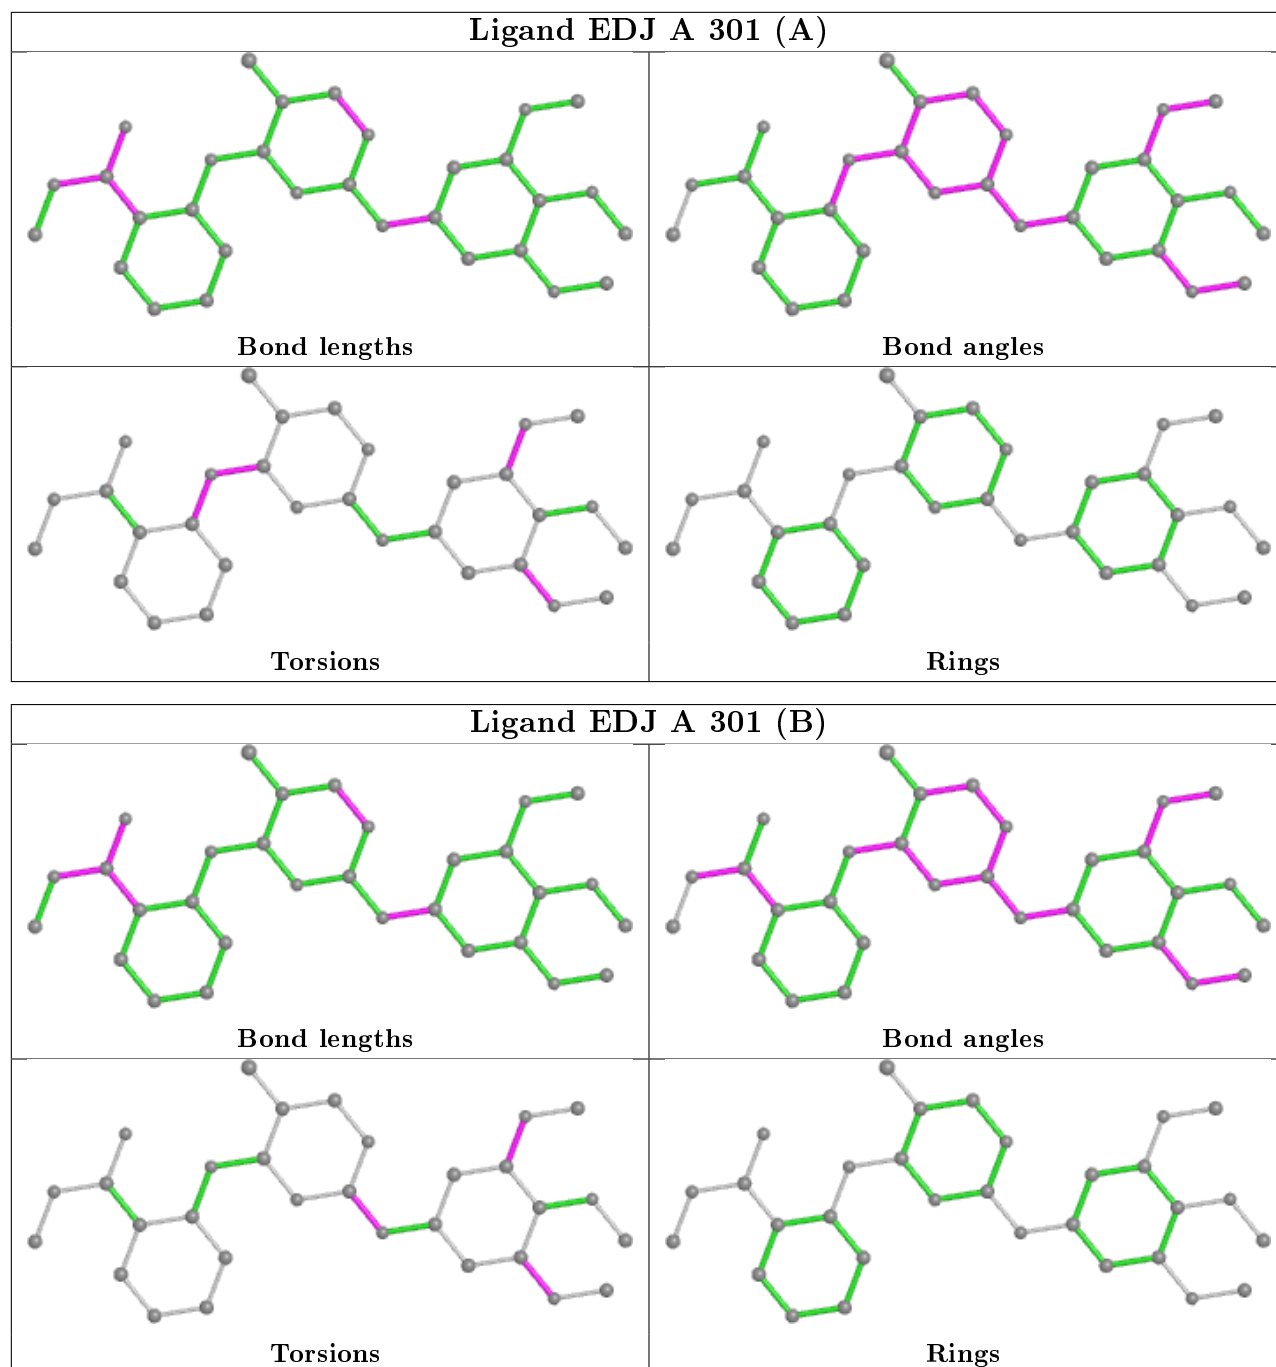 Ligand EDJ A 301 (A)
Bond lengths
Bond angles
Torsions
Rings
Ligand EDJ A 301 (B)
Bond lengths
Bond angles
Torsions
Rings